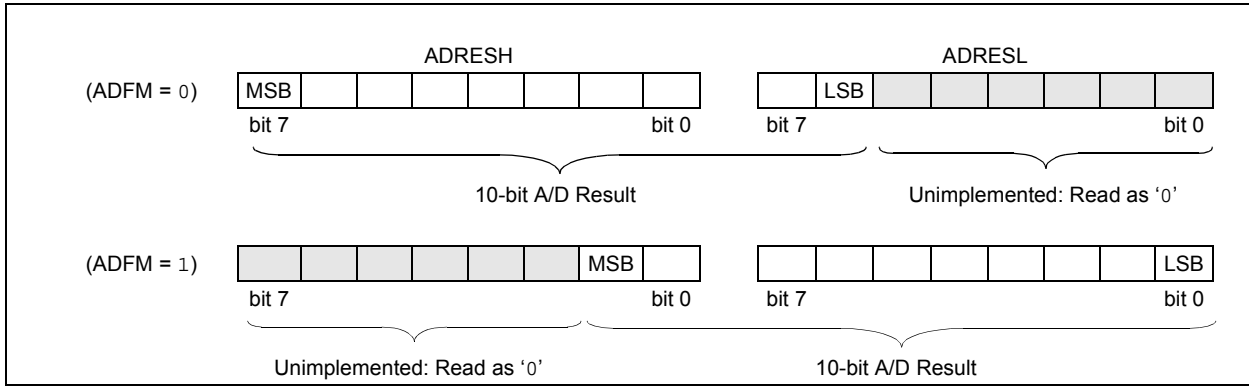 ADRESH ADRESL
(ADFM = 0) MSB LSB
bit 7 bit 0 bit 7 bit 0
10-bit A/D Result Unimplemented: Read as ‘0’
(ADFM = 1) MSB LSB
bit 7 bit 0 bit 7 bit 0
Unimplemented: Read as ‘0’ 10-bit A/D Result